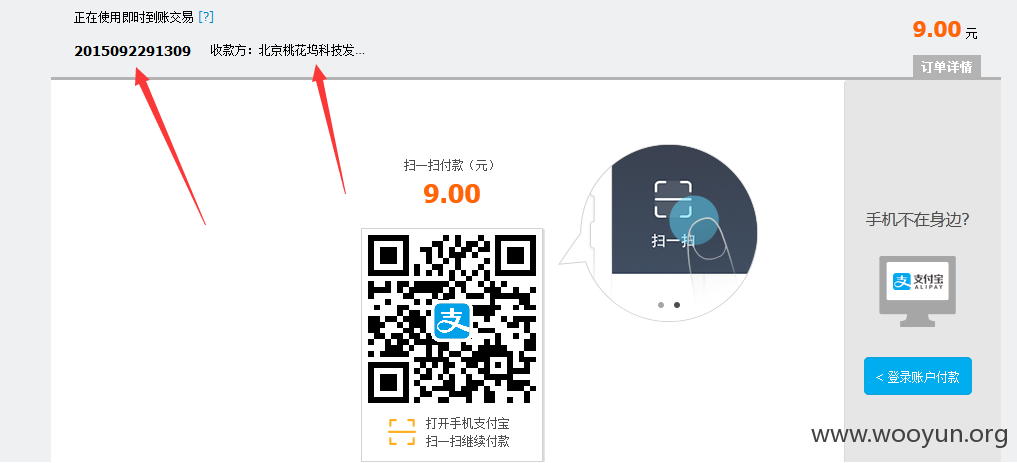 正在使用即时到账交易 [?]
9.00 元
2015092291309 收款方：北京桃花坞科技发...
订单详情
扫一扫付款（元）
9.00
扫一扫
手机不在身边?
支
支付宝
ALIPAY
支
< 登录账户付款
打开手机支付宝
扫一扫继续付款
www.wooyun.org